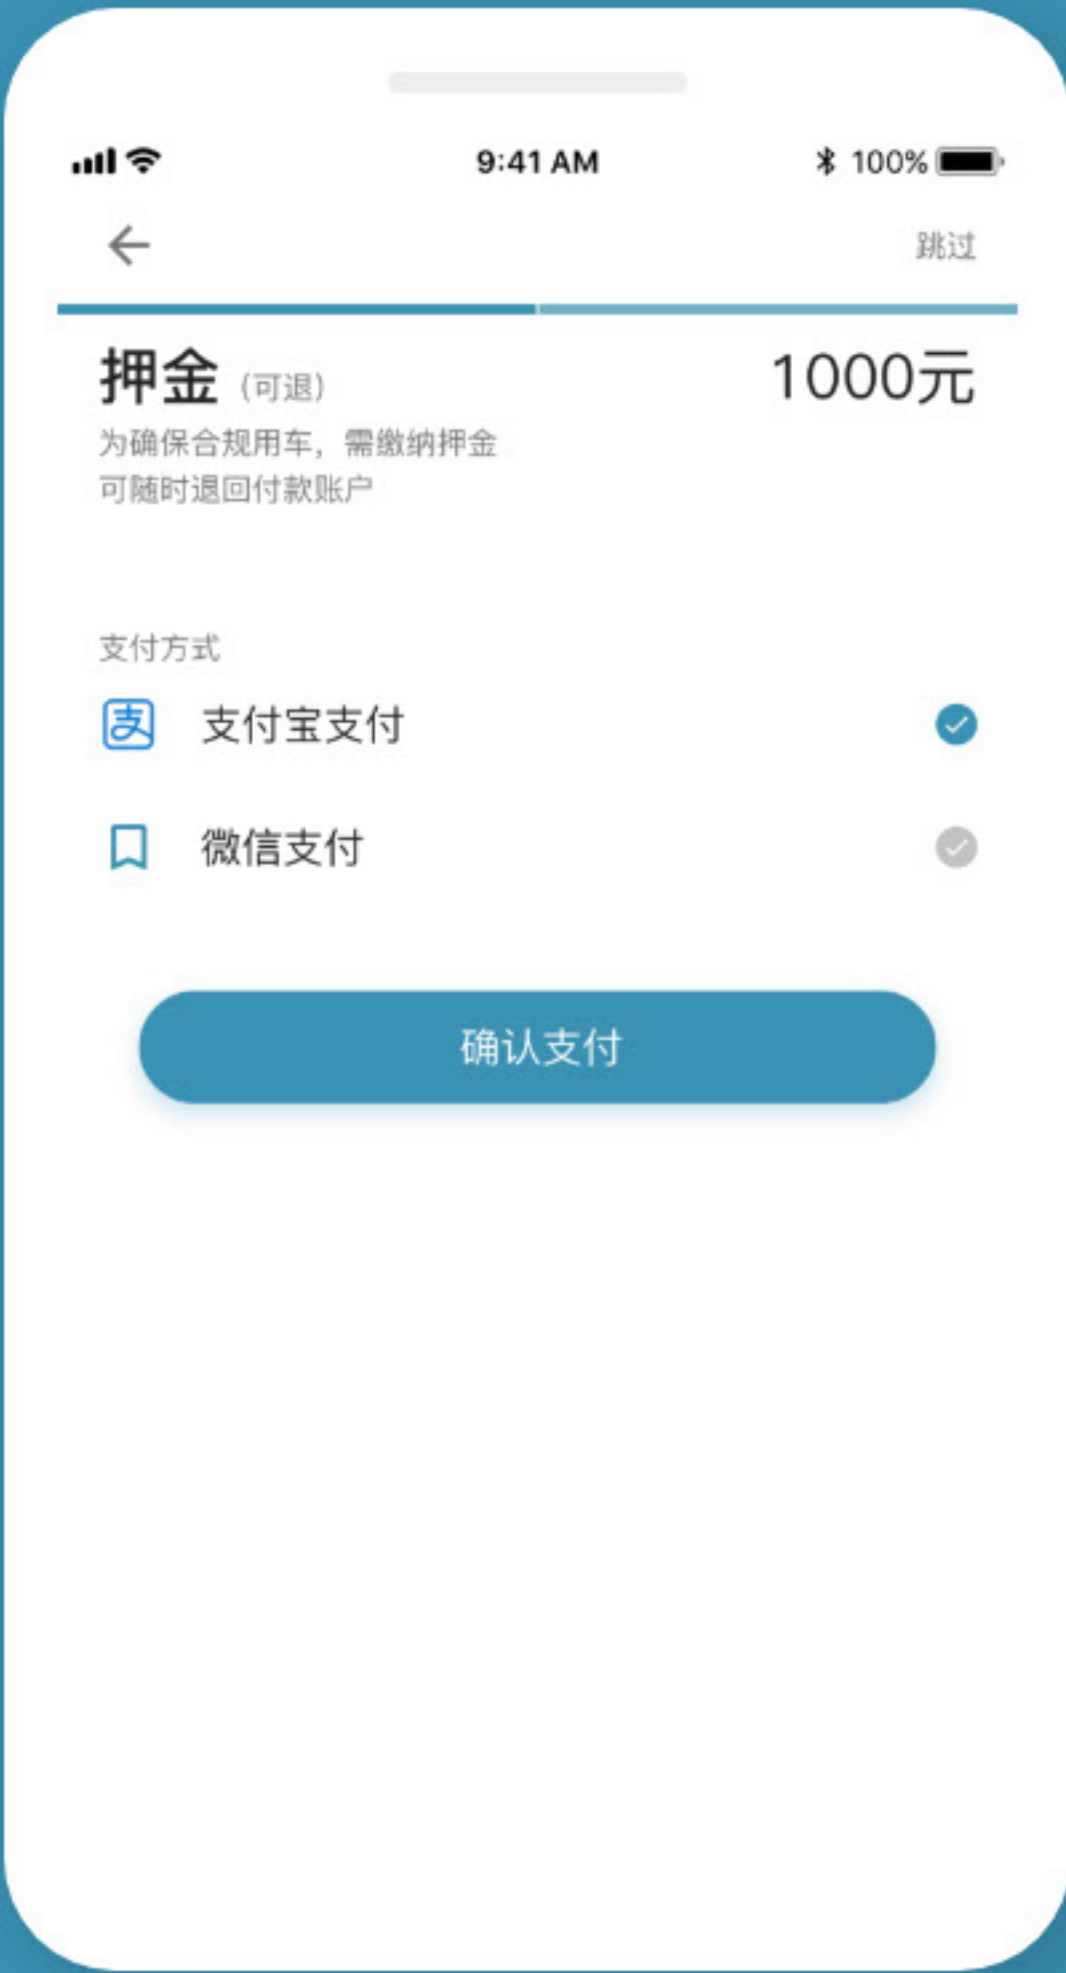 9:41 AM
100%
跳过
押金 (可退)
1000元
为确保合规用车，需缴纳押金
可随时退回付款账户
支付方式
支 支付宝支付
微信支付
确认支付